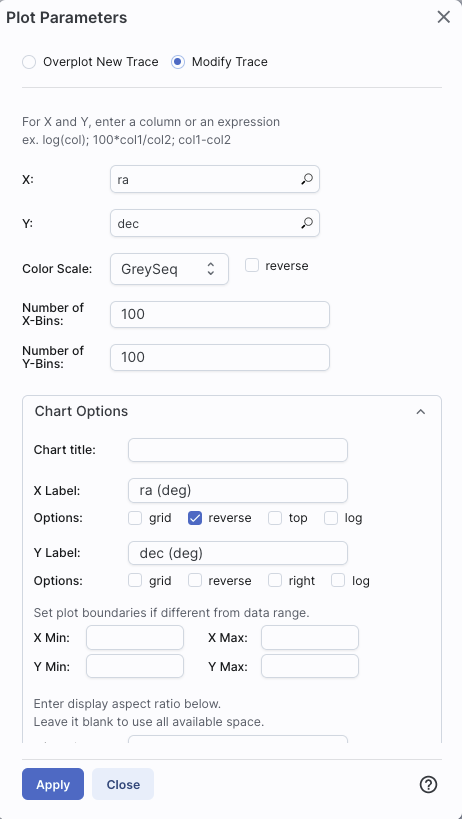 Plot Parameters
Overplot New Trace Modify Trace
For X and Y, enter a column or an expression
ex. log(col); 100*col1/col2; col1-col2
X: ra
Y: dec
Color Scale: GreySeq reverse
Number of
X-Bins: 100
Number of
Y-Bins: 100
Chart Options
Chart title:
X Label: ra (deg)
Options: grid reverse top log
Y Label: dec (deg)
Options: grid reverse right log
Set plot boundaries if different from data range.
X Min: X Max:
Y Min: Y Max:
Enter display aspect ratio below.
Leave it blank to use all available space.
Apply Close